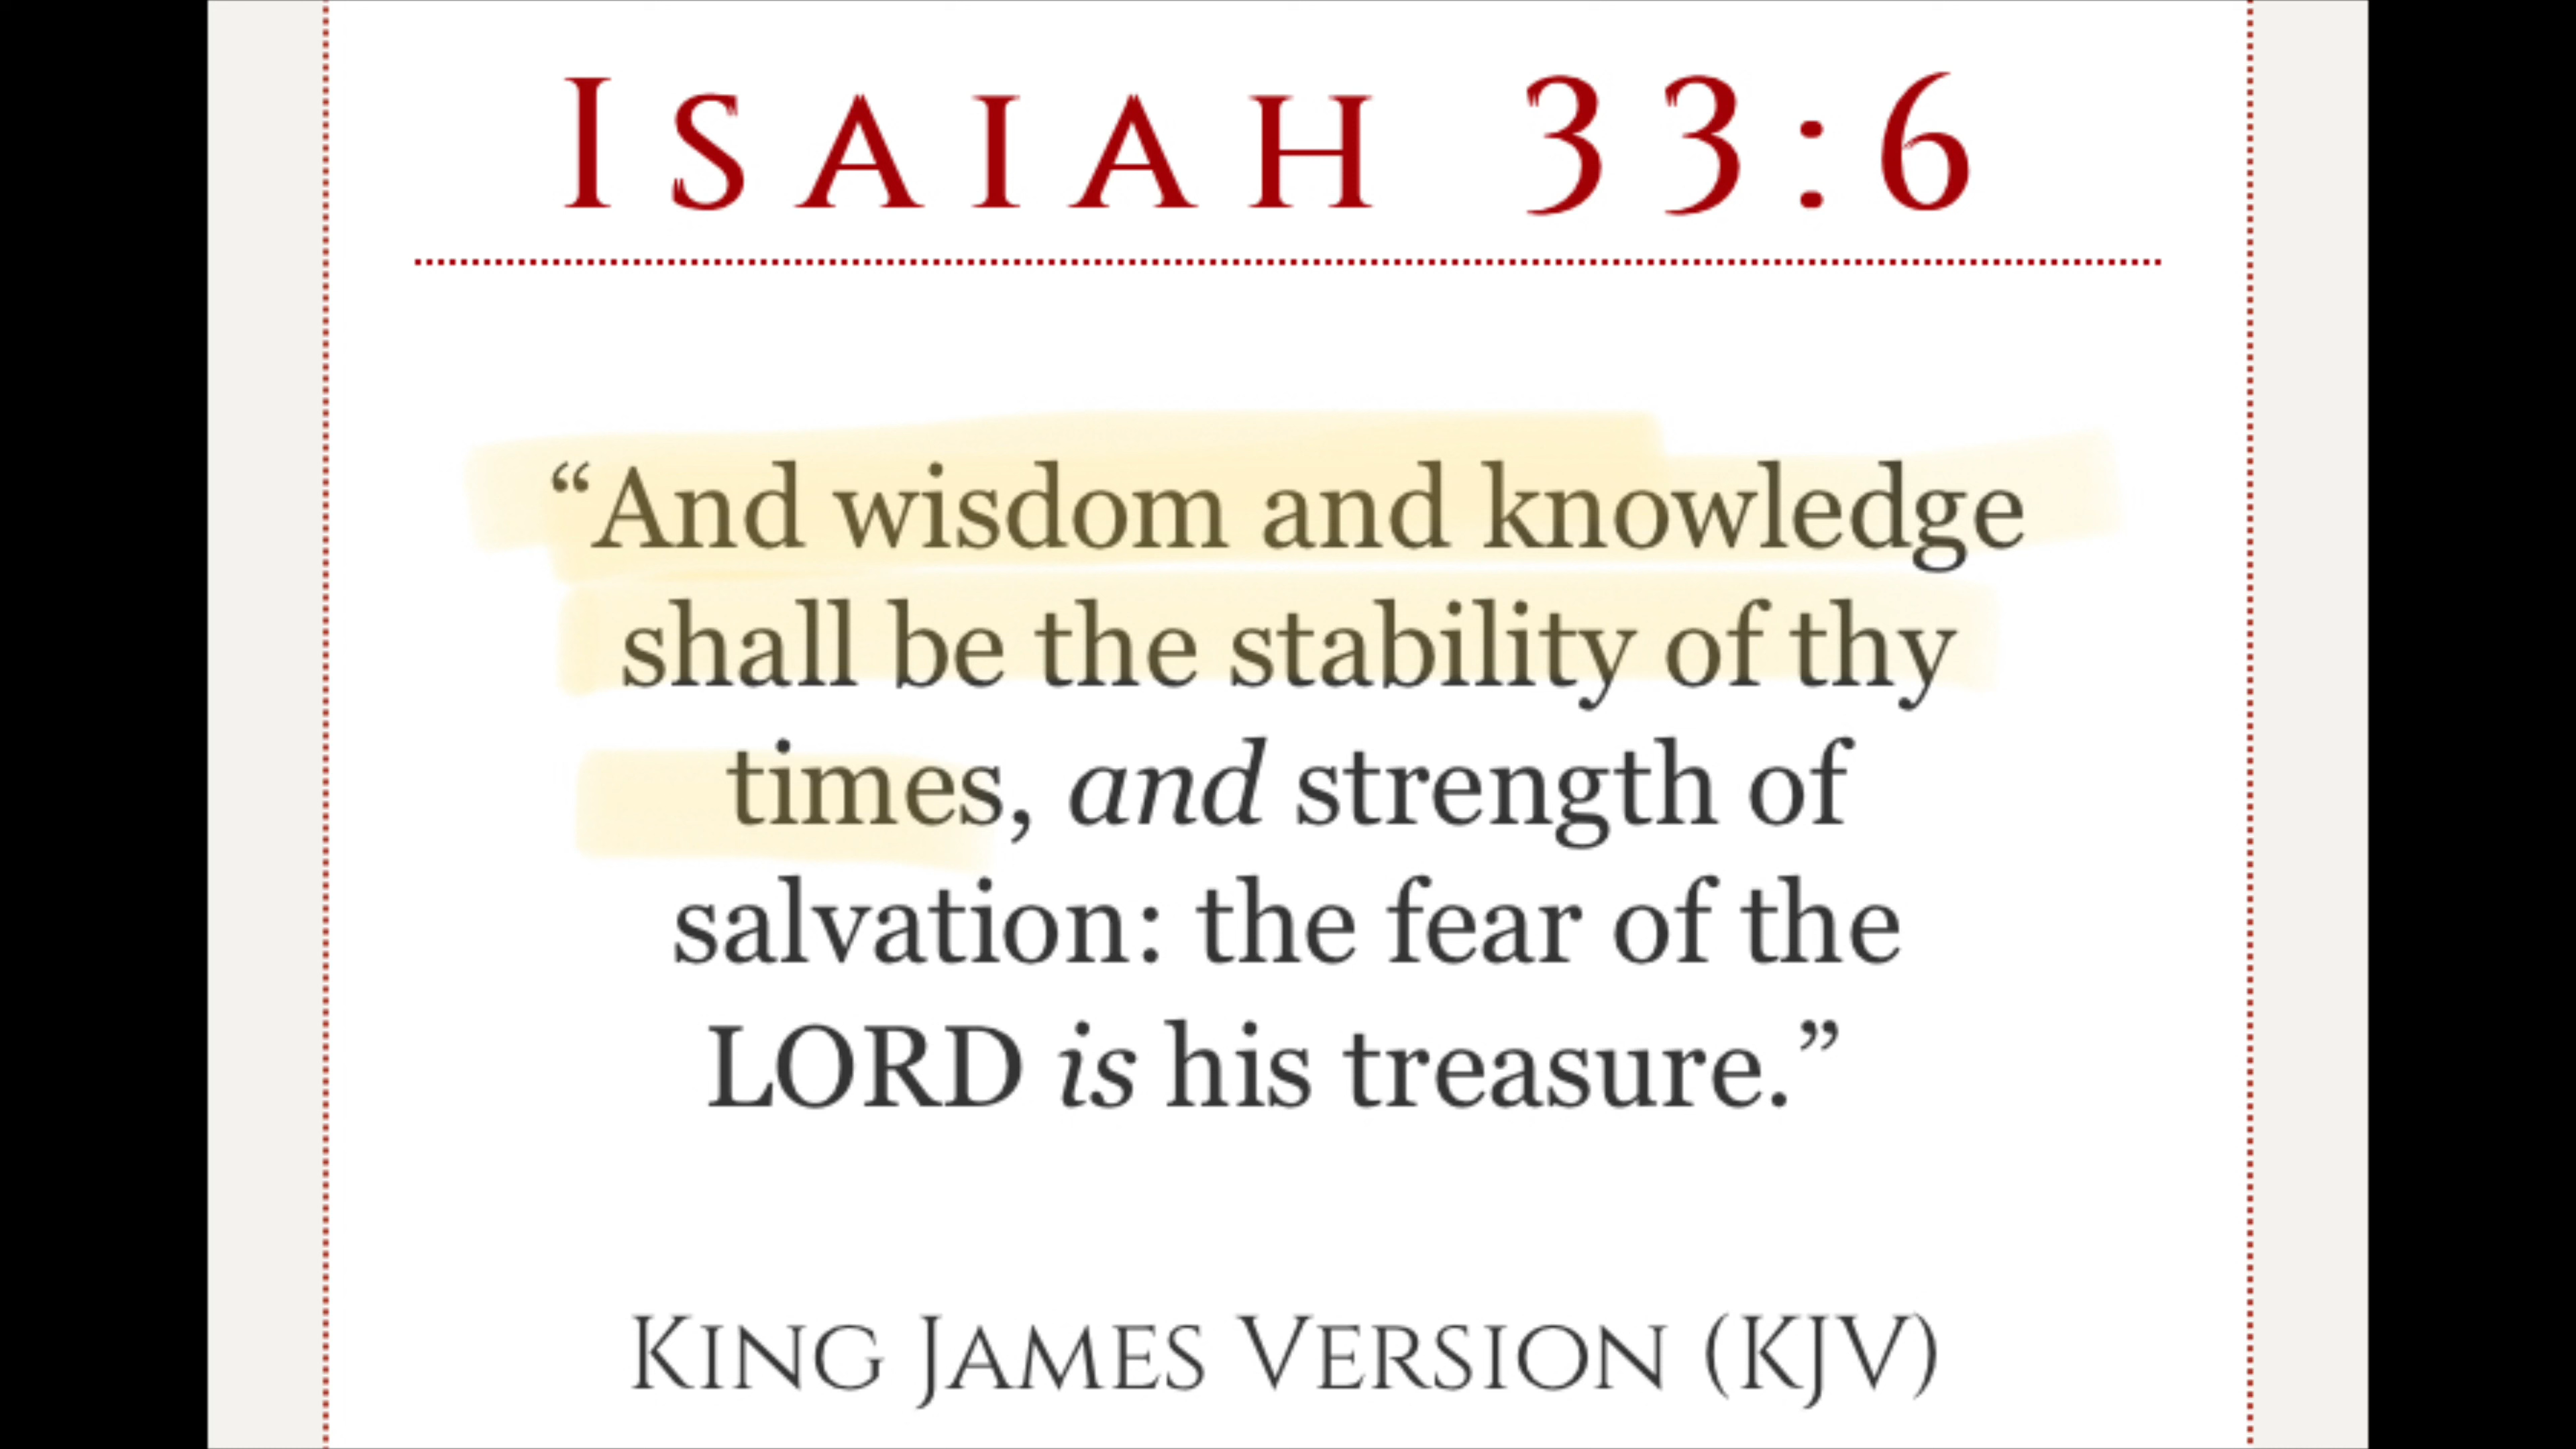 Isaiah 33:6
“And wisdom and knowledge
shall be the stability of thy
times, and strength of
salvation: the fear of the
LORD is his treasure.”
King James Version (KJV)